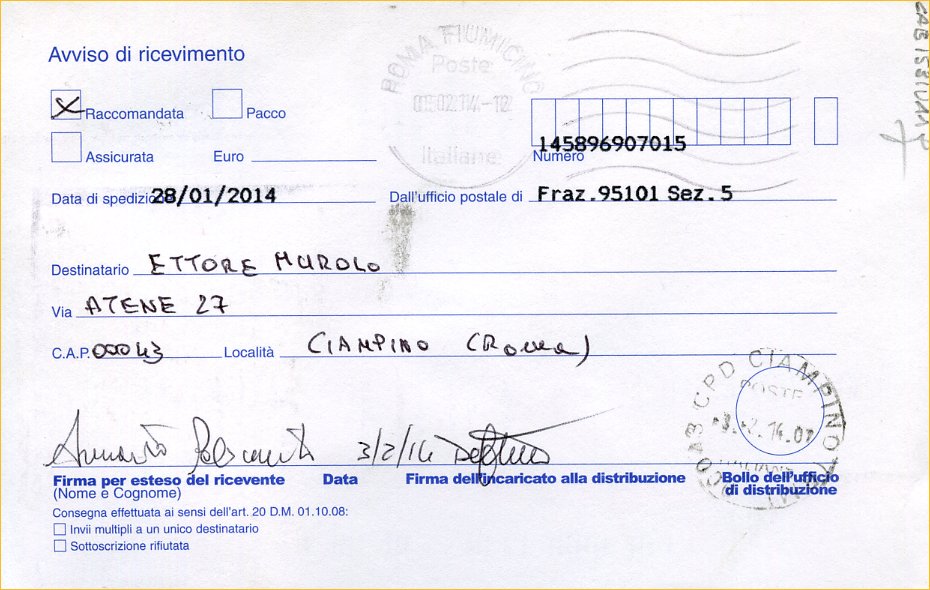 Avviso di ricevimento
ROMA FIUMICINO
Poste
Italiane
Raccomandata Pacco
Assicurata Euro
145896907015
Numero
Data di spedizione 28/01/2014 Dall'ufficio postale di Fraz.95101 Sez.5
Destinatario ETTORE MUROLO
Via ATENE 27
C.A.P. 00043 Località CIAMPINO (Roma)
CPD CIAMPINO
POSTE
3/2/14
Firma per esteso del ricevente Data Firma dell'incaricato alla distribuzione Bollo dell'ufficio
(Nome e Cognome) di distribuzione
Consegna effettuata ai sensi dell'art. 20 D.M. 01.10.08:
Invii multipli a un unico destinatario
Sottoscrizione rifiutata